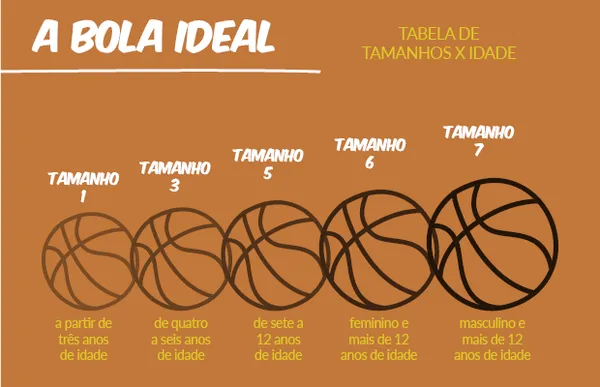 A BOLA IDEAL
TABELA DE
TAMANHOS X IDADE
TAMANHO
1
TAMANHO
3
TAMANHO
5
TAMANHO
6
TAMANHO
7
a partir de
três anos
de idade
de quatro
a seis anos
de idade
de sete a
12 anos
de idade
feminino e
mais de 12
anos de idade
masculino e
mais de 12
anos de idade